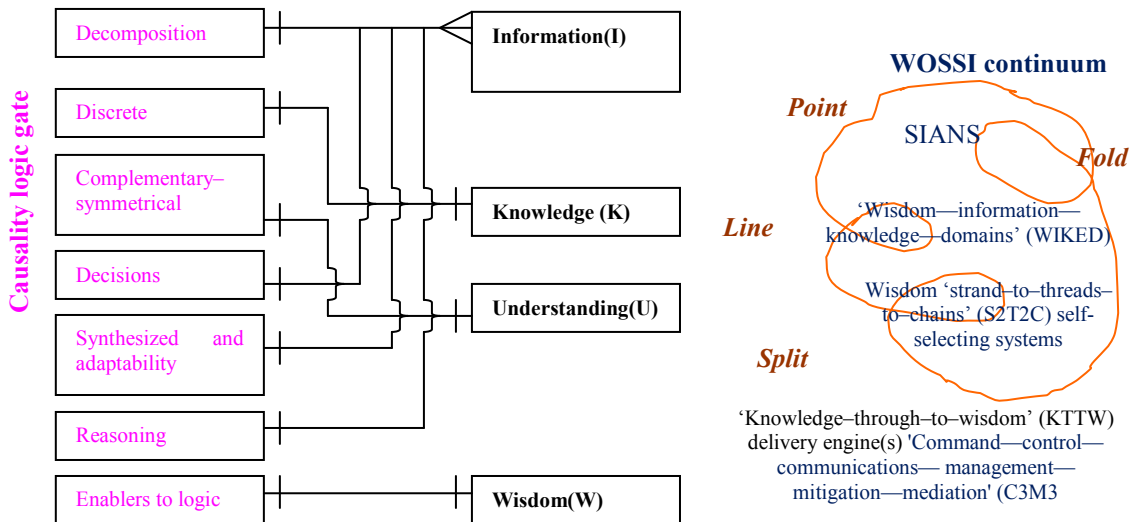 Causality logic gate
Decomposition
Discrete
Complementary–
symmetrical
Decisions
Synthesized and
adaptability
Reasoning
Enablers to logic
Information(I)
Knowledge (K)
Understanding(U)
Wisdom(W)
WOSSI continuum
Point
SIANS
Fold
Line
‘Wisdom—information—
knowledge—domains’ (WIKED)
Wisdom ‘strand–to–threads–
to–chains’ (S2T2C) self-
selecting systems
Split
‘Knowledge–through–to–wisdom’ (KTTW)
delivery engine(s) 'Command—control—
communications— management—
mitigation—mediation' (C3M3